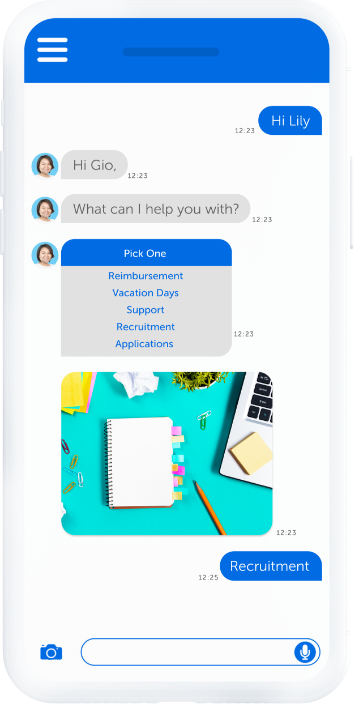 Hi Lily
12:23
Hi Gio,
12:23
What can I help you with?
12:23
Pick One
Reimbursement
Vacation Days
Support
Recruitment
Applications
12:23
12:23
Recruitment
12:25